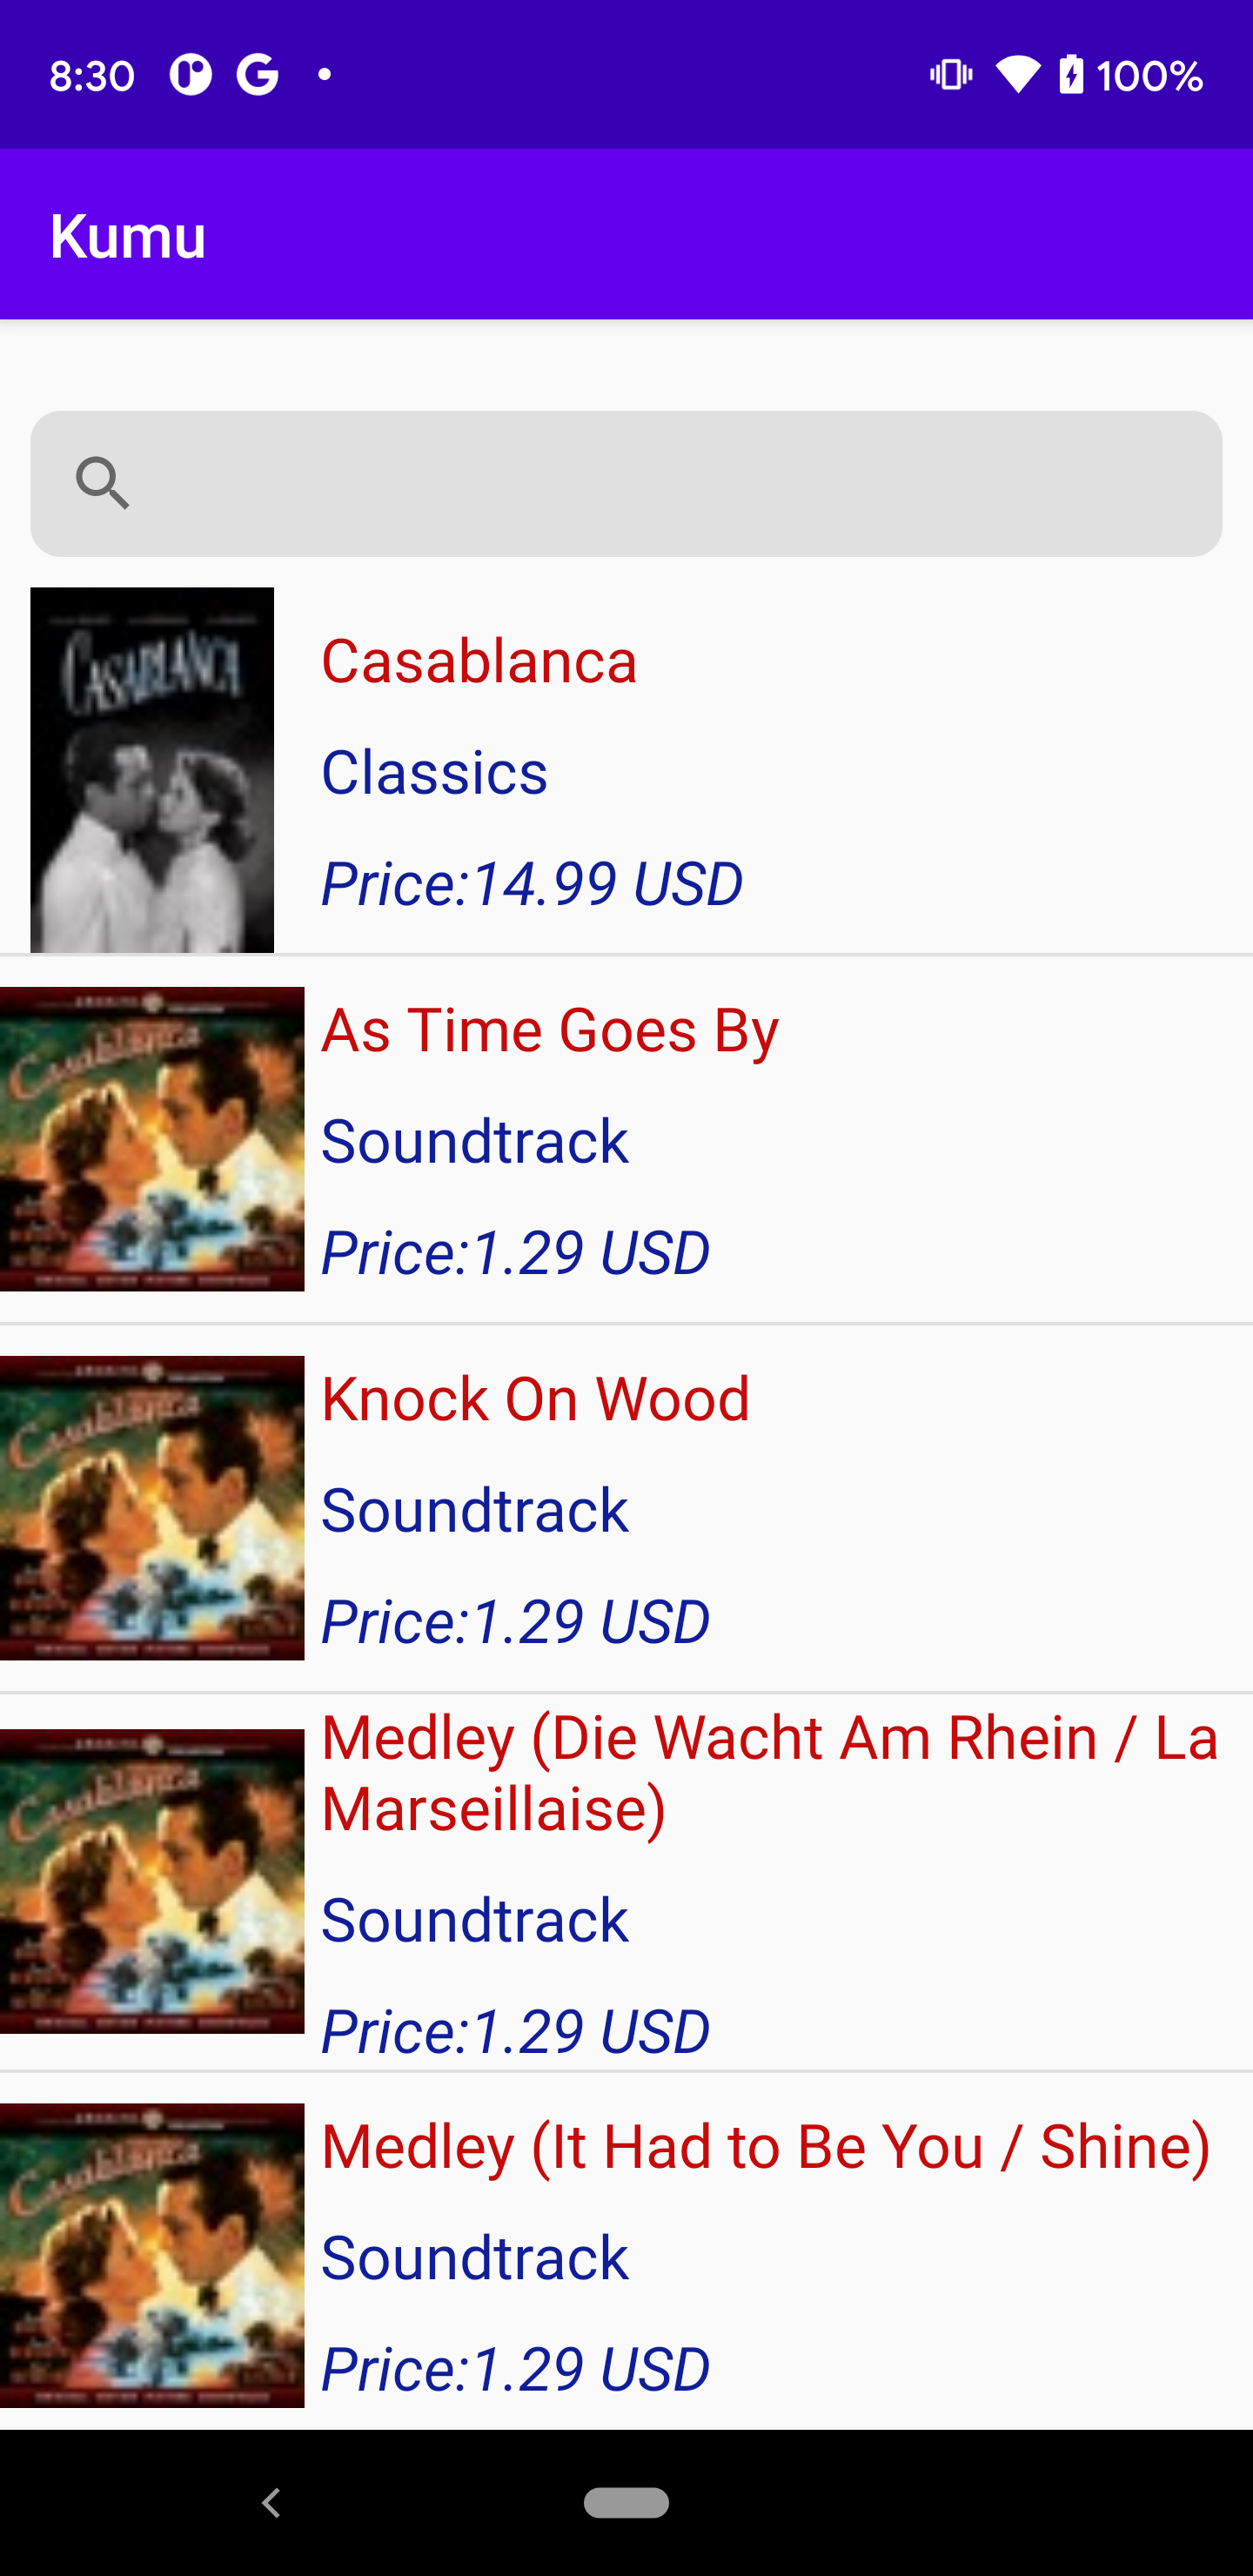 8:30
100%
Kumu
CASABLANCA
Casablanca
Classics
Price:14.99 USD
Casablanca
As Time Goes By
Soundtrack
Price:1.29 USD
Casablanca
Knock On Wood
Soundtrack
Price:1.29 USD
Casablanca
Medley (Die Wacht Am Rhein / La
Marseillaise)
Soundtrack
Price:1.29 USD
Casablanca
Medley (It Had to Be You / Shine)
Soundtrack
Price:1.29 USD